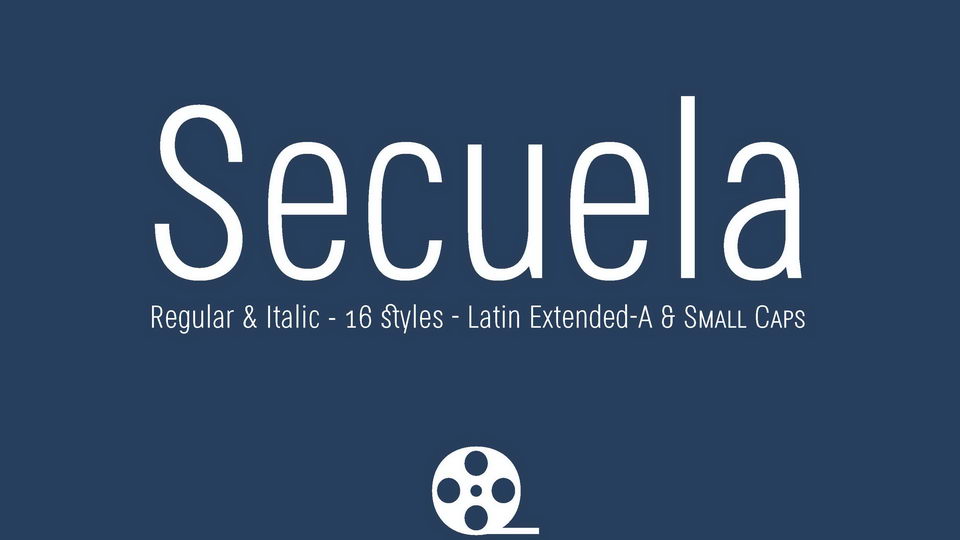 Secuela
Regular & Italic - 16 Styles - Latin Extended-A & Small Caps